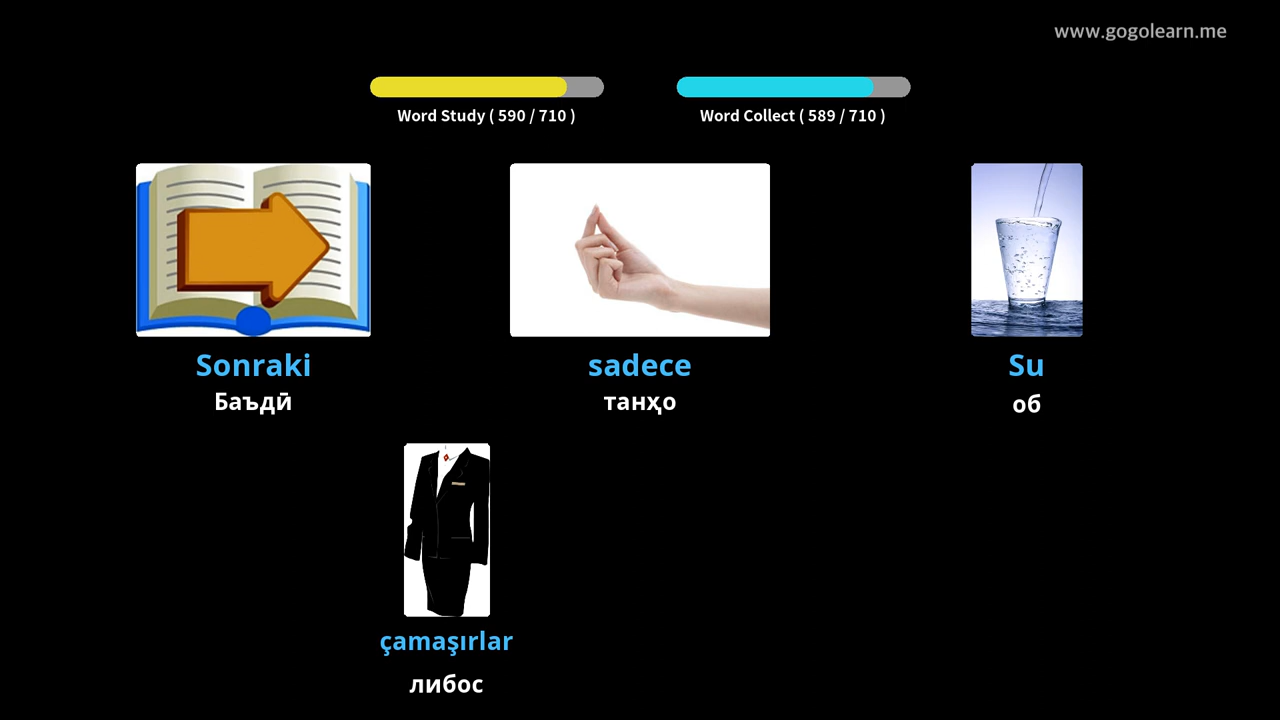 www.gogolearn.me
Word Study ( 590 / 710 )
Word Collect ( 589 / 710 )
Sonraki
Баъдӣ
sadece
танҳо
Su
об
çamaşırlar
либос